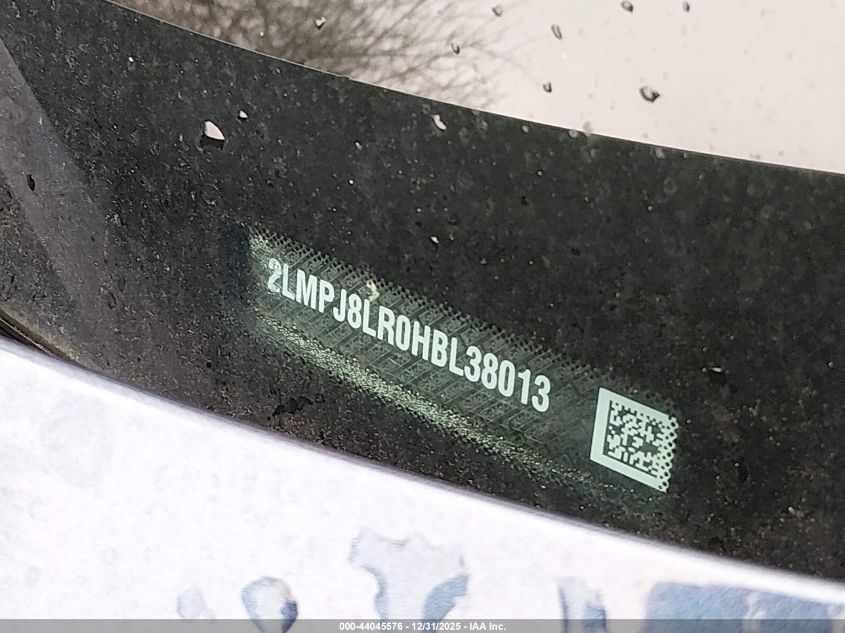 2LMPJ8LR0HBL38013
000-44045576 - 12/31/2025 - IAA Inc.